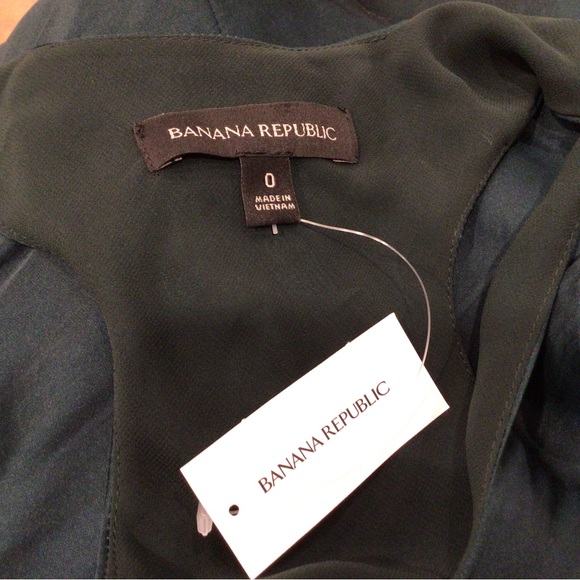 BANANA REPUBLIC
0
MADE IN
VIETNAM
BANANA REPUBLIC